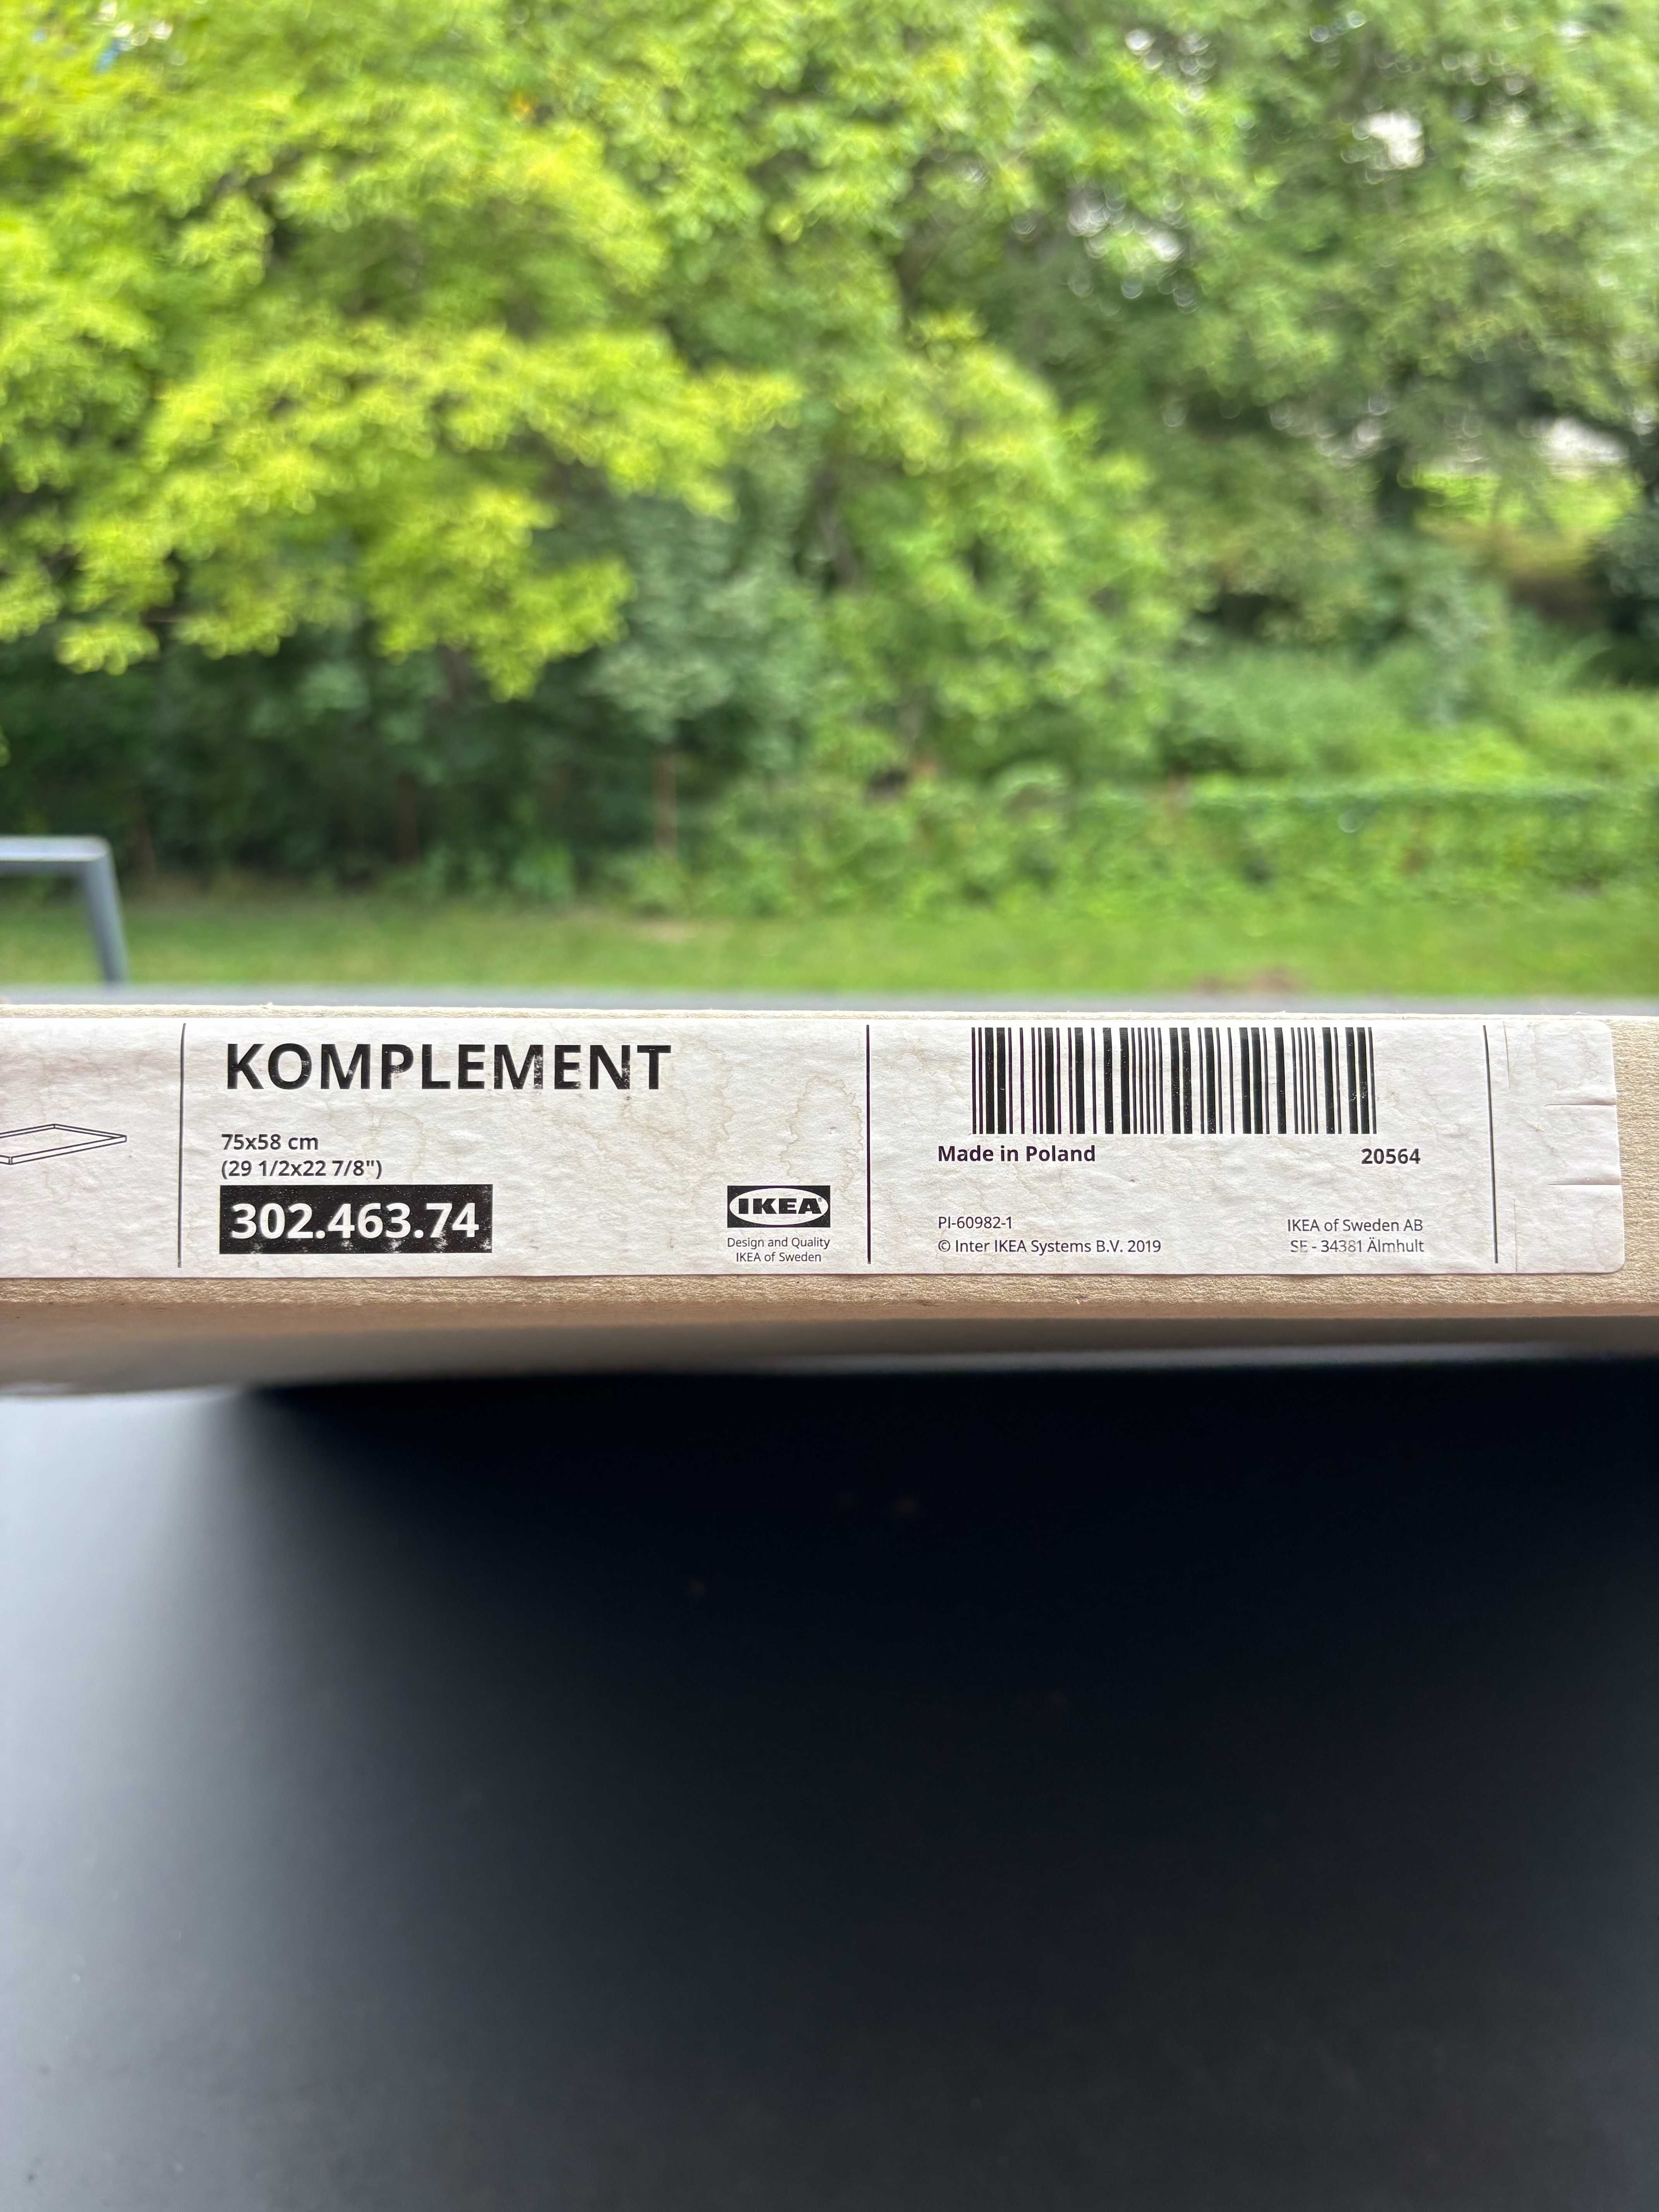 KOMPLEMENT
75x58 cm
(29 1/2x22 7/8")
302.463.74
IKEA
Design and Quality
IKEA of Sweden
Made in Poland
20564
PI-60982-1
© Inter IKEA Systems B.V. 2019
IKEA of Sweden AB
SE - 34381 Älmhult